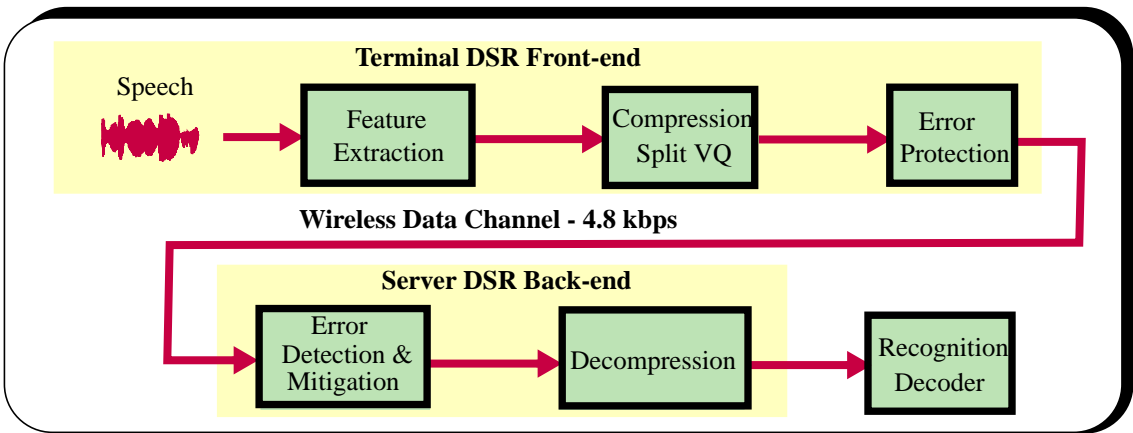 Terminal DSR Front-end
Speech
Feature
Extraction
Compression
Split VQ
Error
Protection
Wireless Data Channel - 4.8 kbps
Server DSR Back-end
Error
Detection &
Mitigation
Decompression
Recognition
Decoder